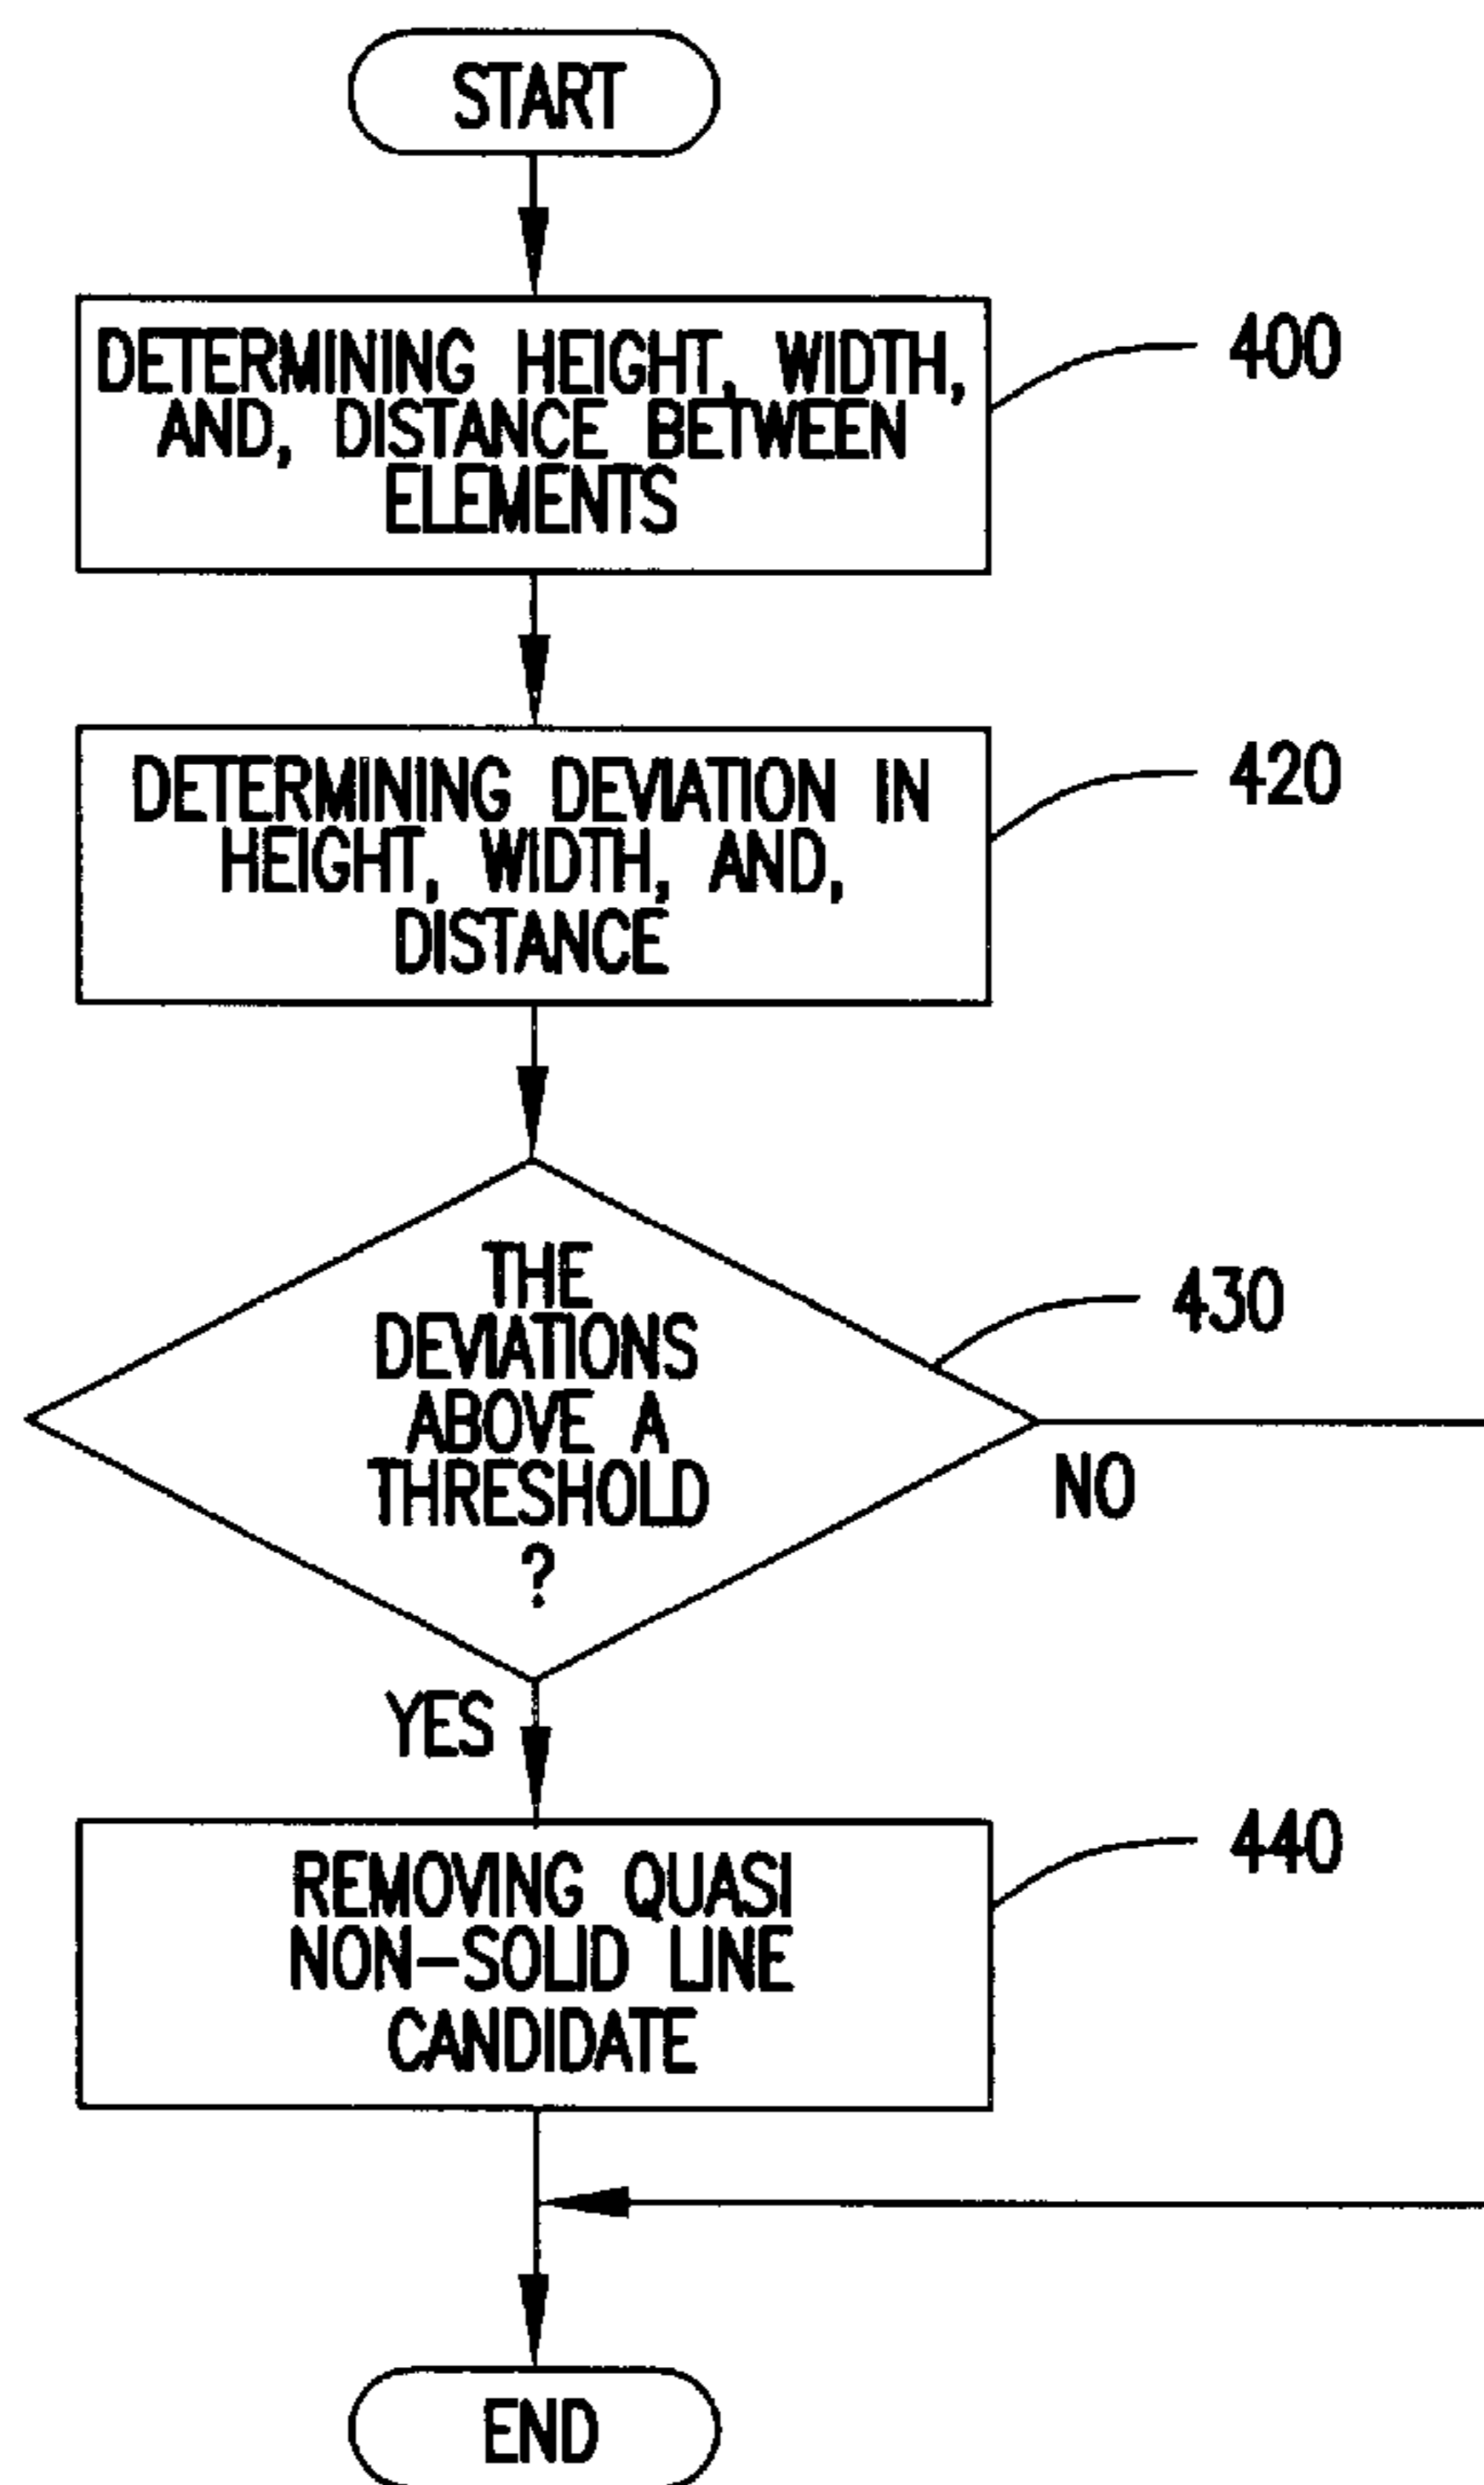 START
DETERMINING HEIGHT, WIDTH,
AND, DISTANCE BETWEEN
ELEMENTS
400
DETERMINING DEVIATION IN
HEIGHT, WIDTH, AND,
DISTANCE
420
THE
DEVIATIONS
ABOVE A
THRESHOLD
?
430
NO
YES
REMOVING QUASI
NON-SOLID LINE
CANDIDATE
440
END